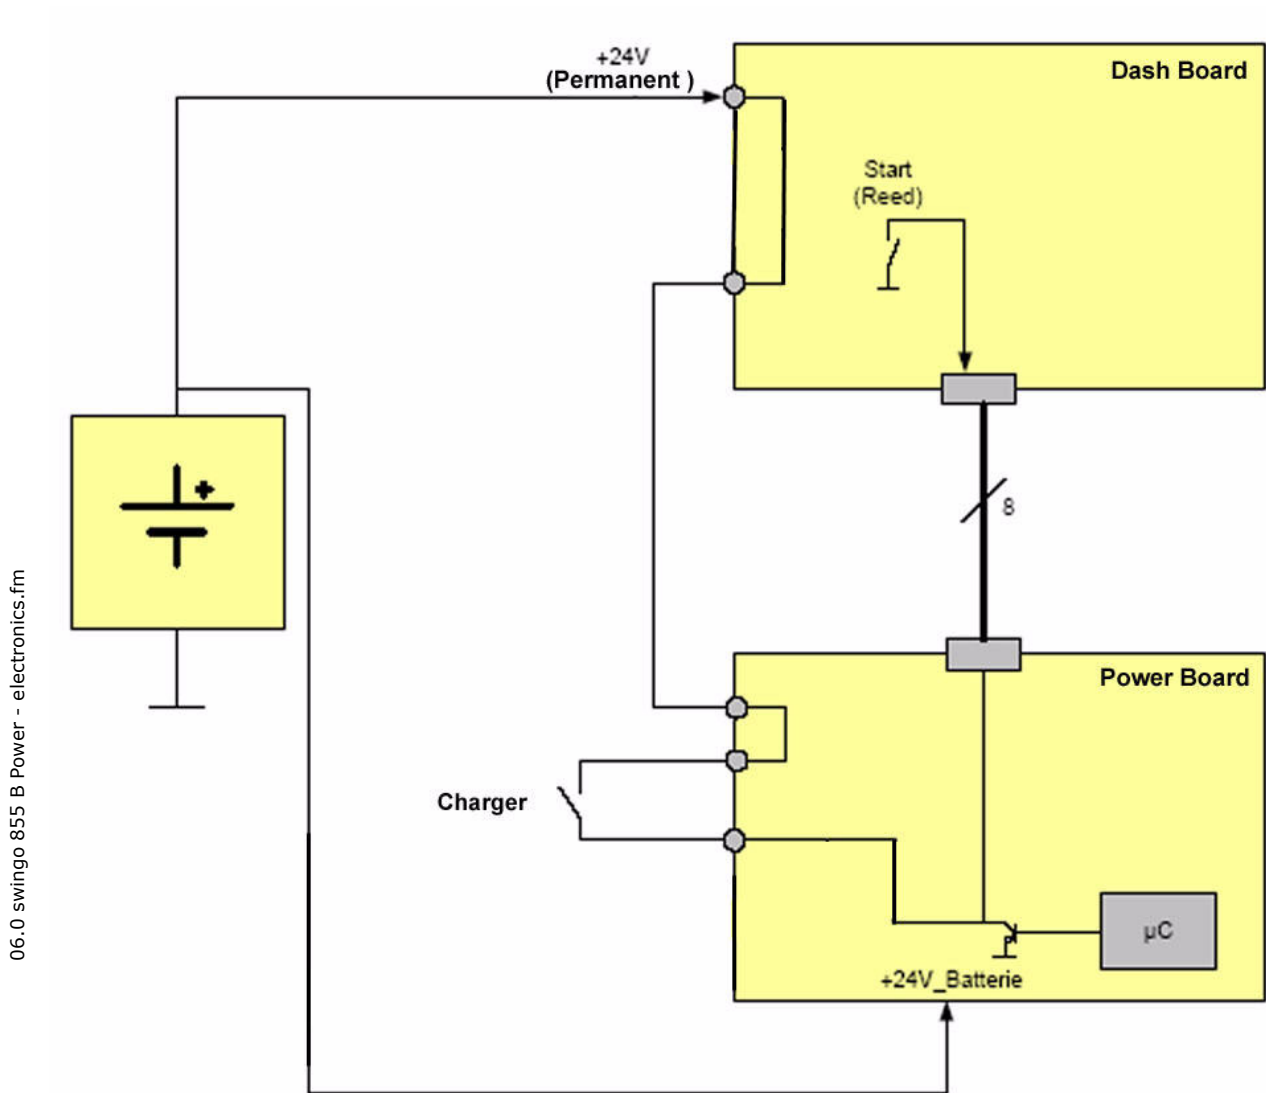 +24V
(Permanent )
Dash Board
Start
(Reed)
8
Power Board
Charger
µC
+24V_Batterie
06.0 swingo 855 B Power - electronics.fm